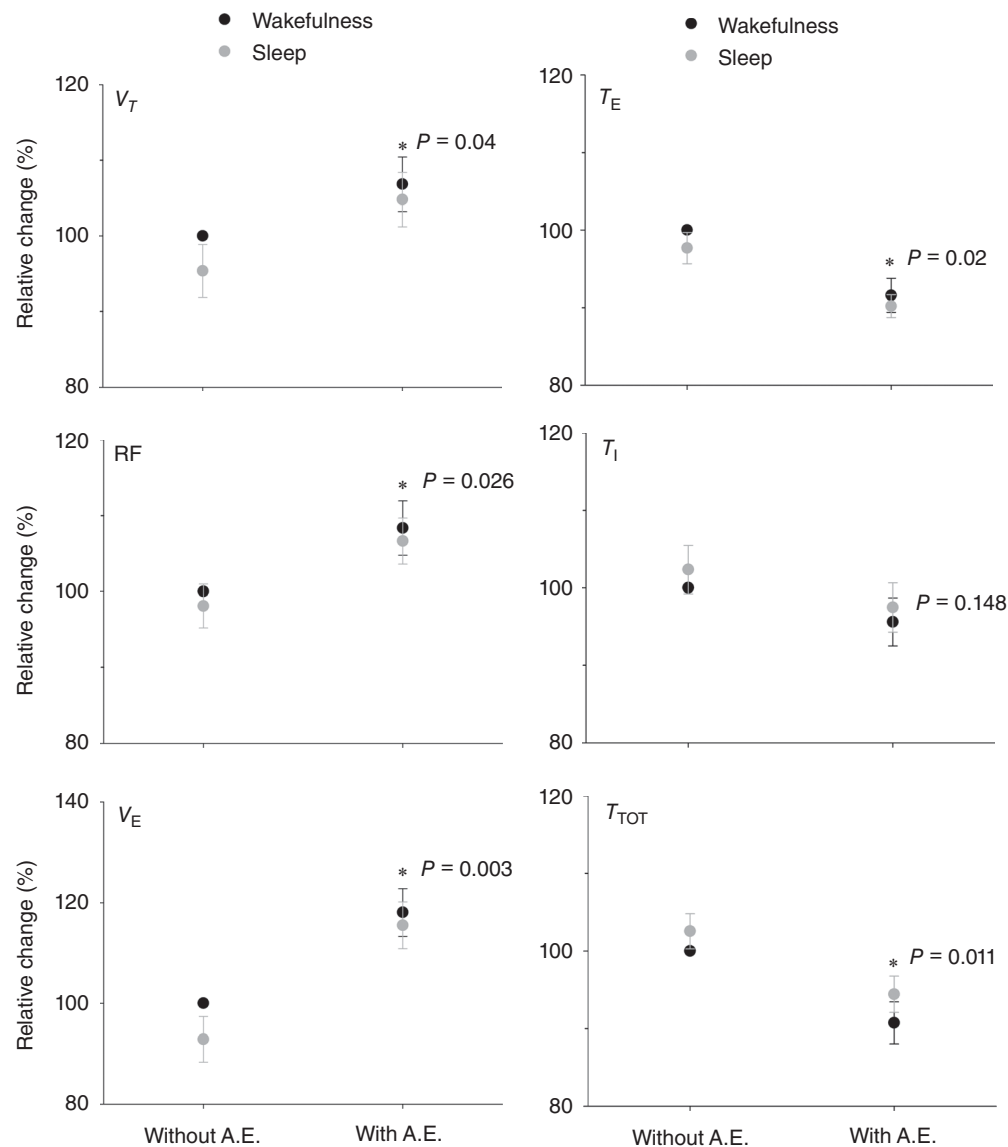 Wakefulness
Sleep
Wakefulness
Sleep
Relative change (%)
120
100
80
V_T
* P = 0.04
120
100
80
T_E
* P = 0.02
Relative change (%)
120
100
80
RF
* P = 0.026
120
100
80
T_I
P = 0.148
Relative change (%)
140
120
100
80
V_E
* P = 0.003
Without A.E.
With A.E.
120
100
80
T_TOT
* P = 0.011
Without A.E.
With A.E.